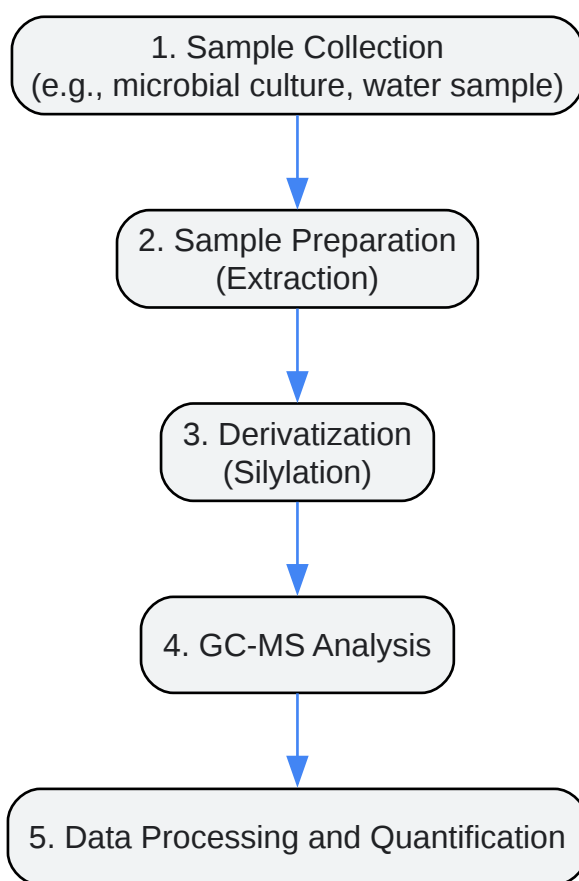 1. Sample Collection
(e.g., microbial culture, water sample)
2. Sample Preparation
(Extraction)
3. Derivatization
(Silylation)
4. GC-MS Analysis
5. Data Processing and Quantification